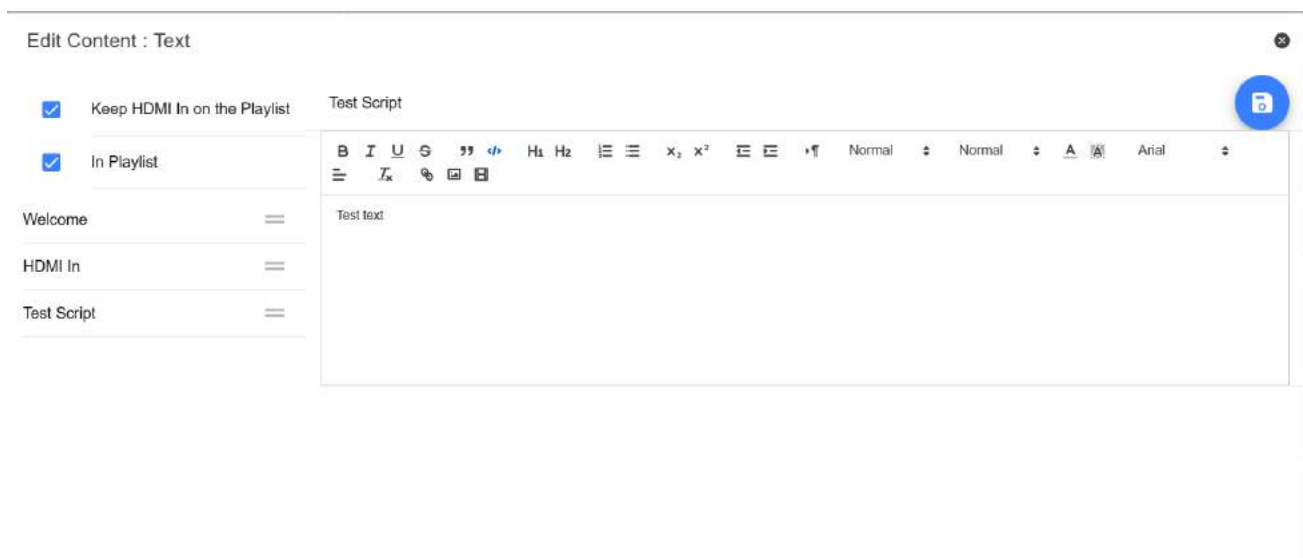 Edit Content : Text
Keep HDMI In on the Playlist
In Playlist
Welcome
HDMI In
Test Script
Test Script
B I U S ” </> H1 H2 X₂ X² ¶ Normal Normal A A Arial
Tx
Test text